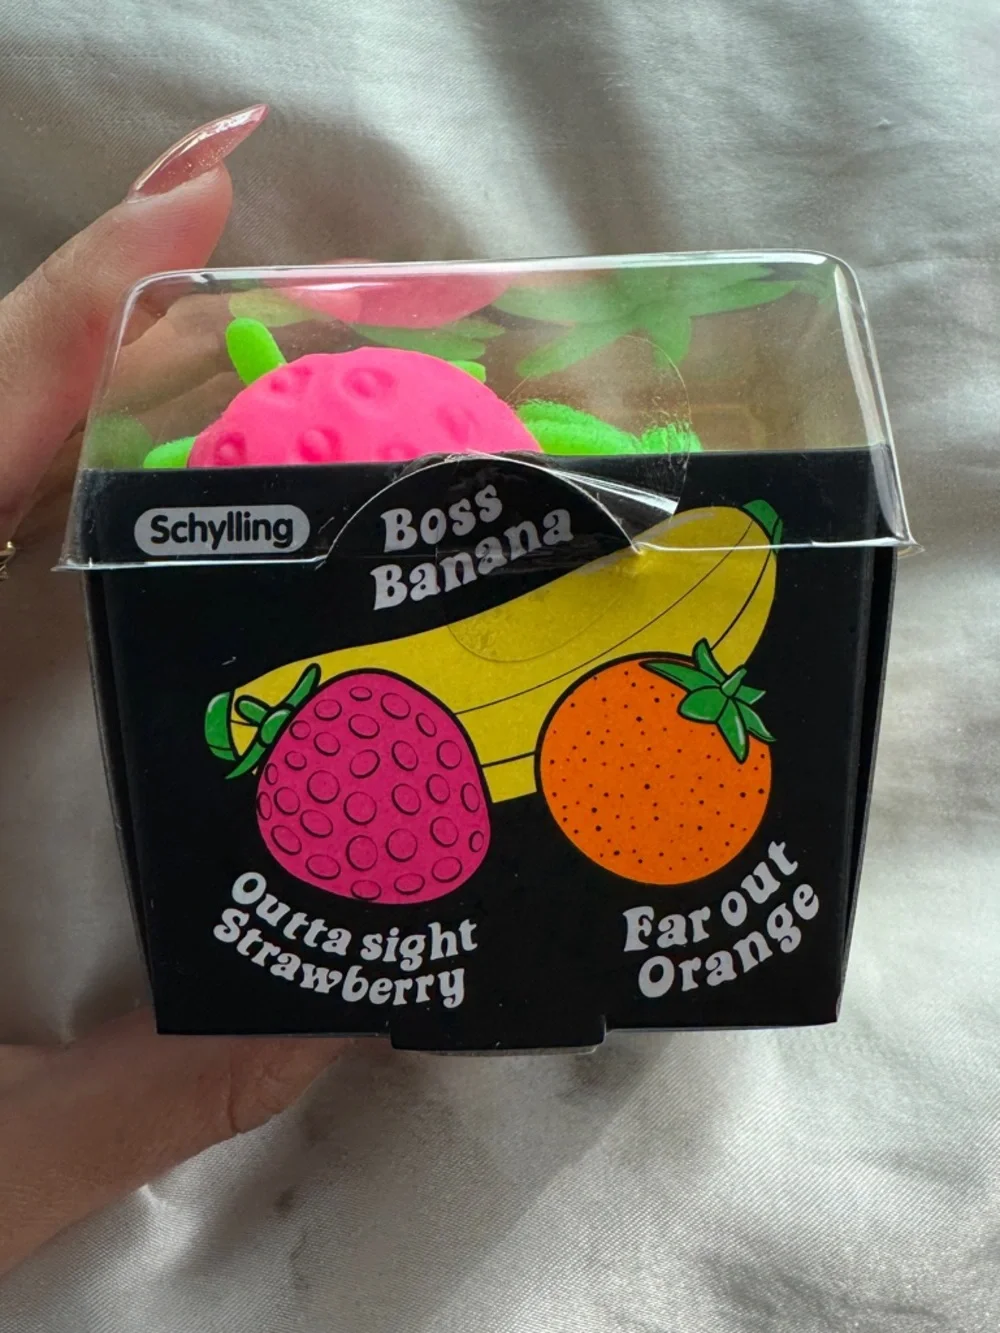 Schylling
Boss
Banana
Outta sight
Strawberry
Far out
Orange